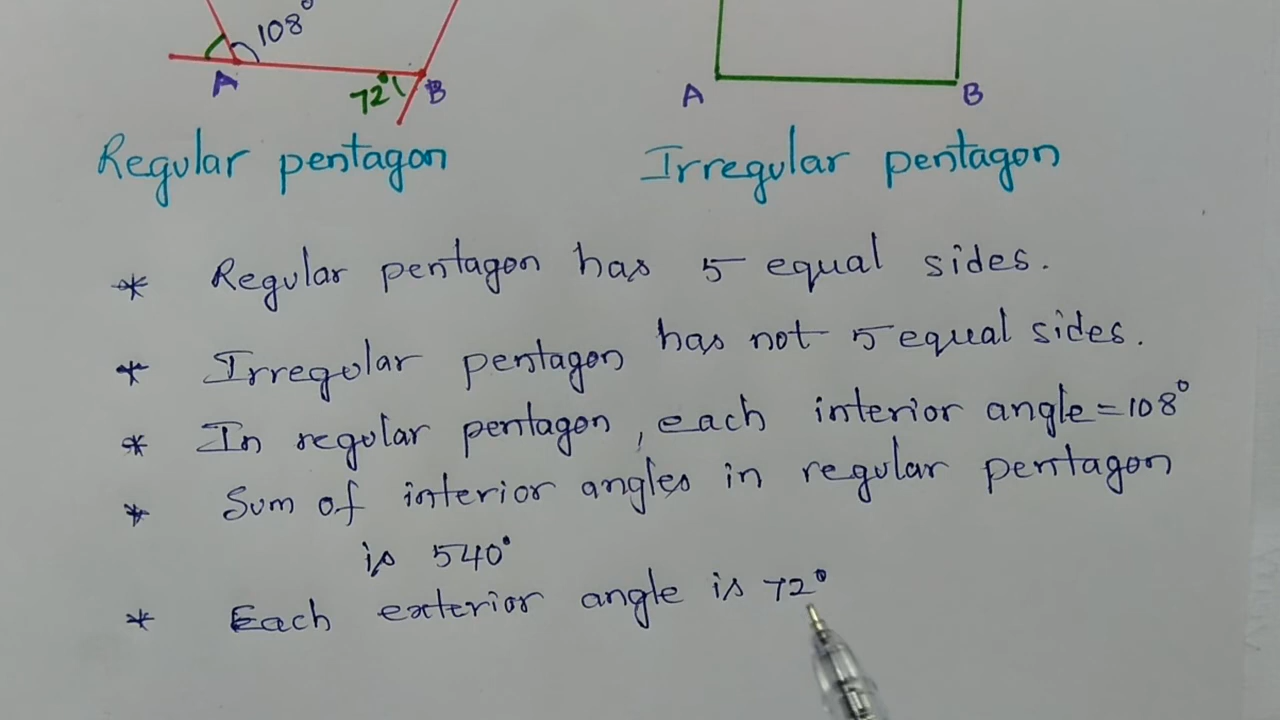 108°
A
72°
B
A
B
Regular pentagon
Irregular pentagon
* Regular pentagon has 5 equal sides.
* Irregular pentagon has not 5 equal sides.
* In regular pentagon, each interior angle = 108°
* Sum of interior angles in regular pentagon
is 540°
* Each exterior angle is 72°